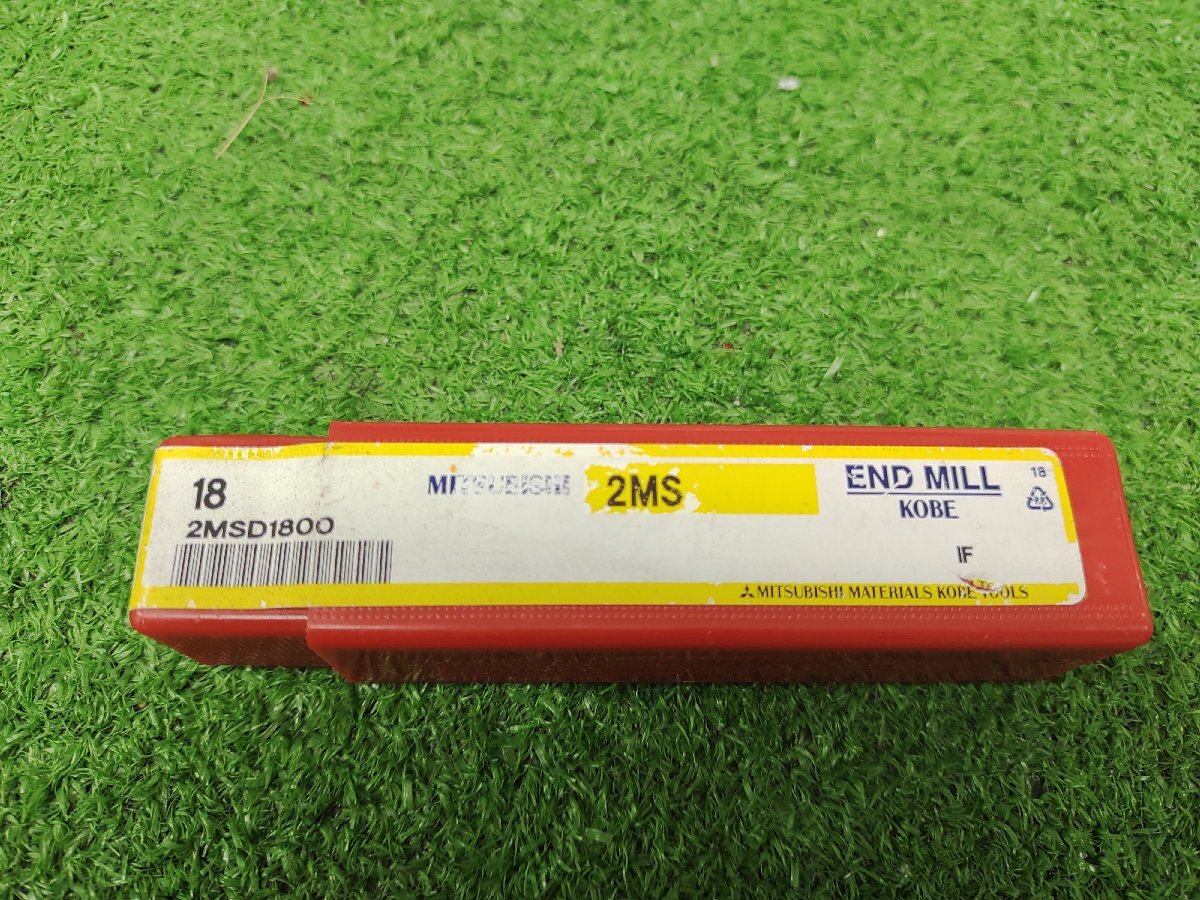 18
2MSD1800
MITSUBISHI
2MS
END MILL
KOBE
18
IF
MITSUBISHI MATERIALS KOBE TOOLS